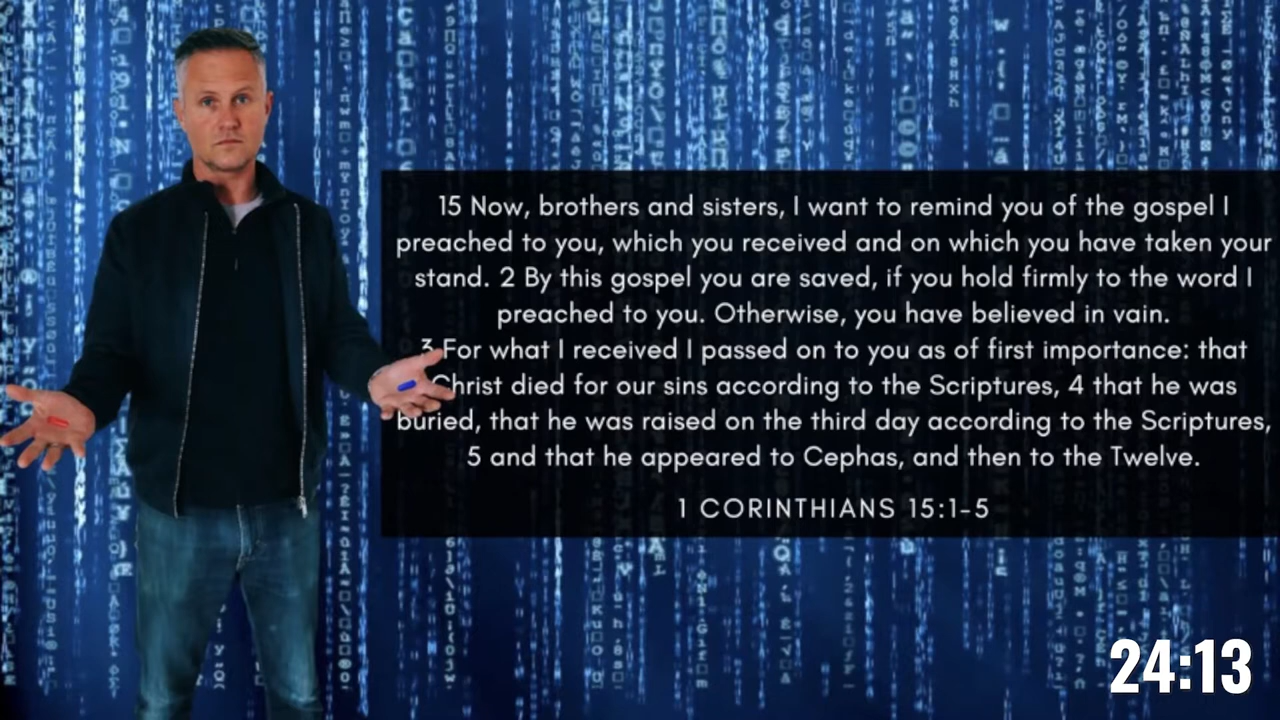 15 Now, brothers and sisters, I want to remind you of the gospel I
preached to you, which you received and on which you have taken your
stand. 2 By this gospel you are saved, if you hold firmly to the word I
preached to you. Otherwise, you have believed in vain.
3 For what I received I passed on to you as of first importance: that
Christ died for our sins according to the Scriptures, 4 that he was
buried, that he was raised on the third day according to the Scriptures,
5 and that he appeared to Cephas, and then to the Twelve.
1 CORINTHIANS 15:1-5
24:13